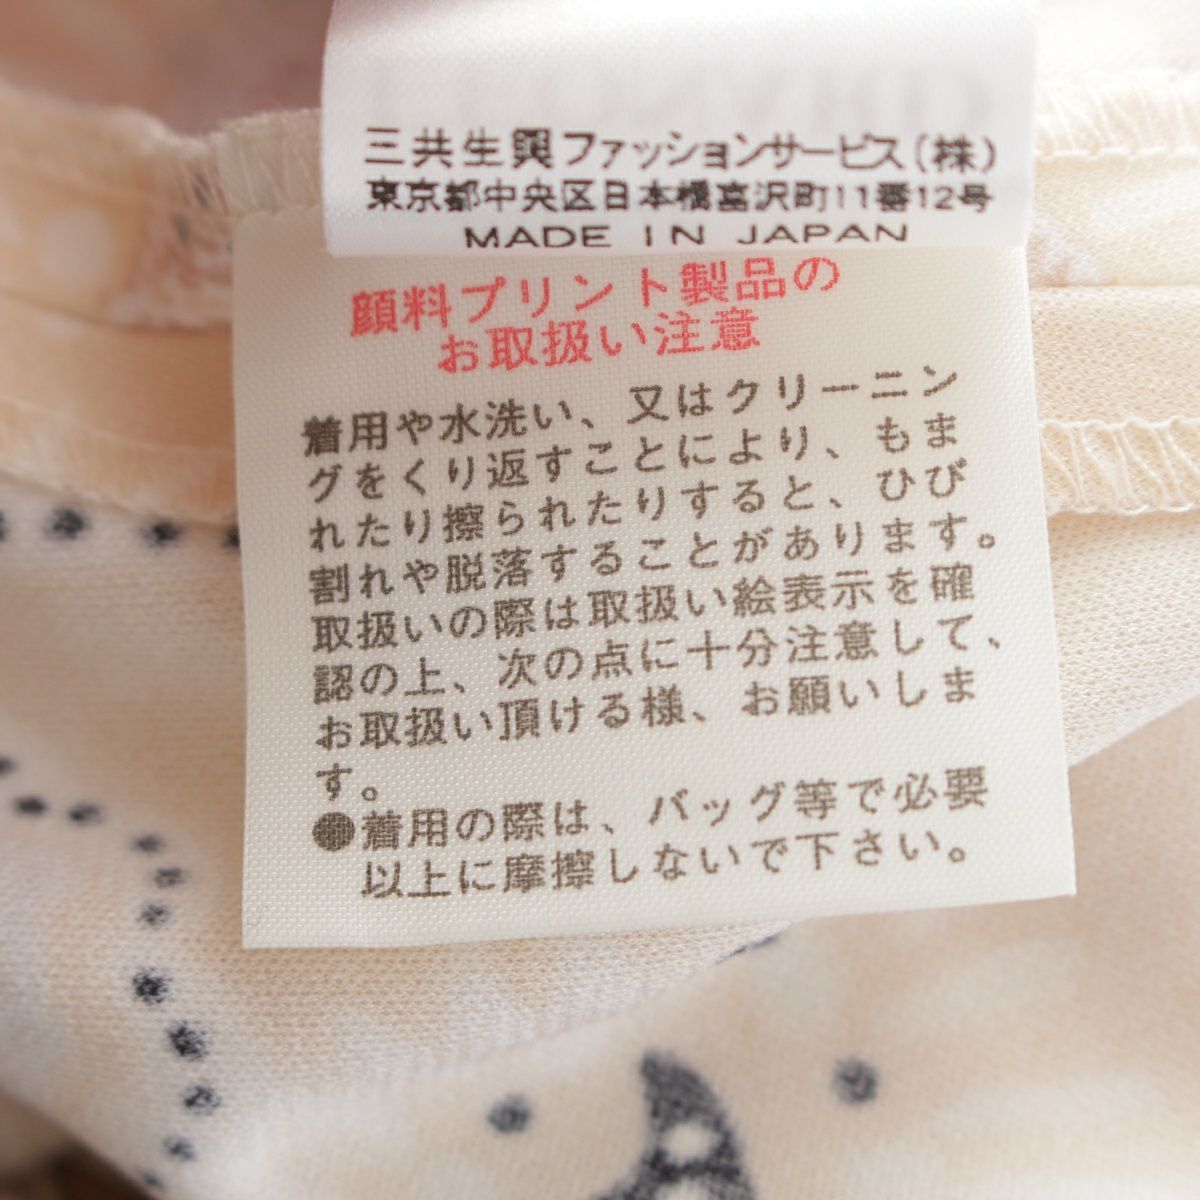 三共生興ファッションサービス(株)
東京都中央区日本橋富沢町11番12号
MADE IN JAPAN
顔料プリント製品の
お取扱い注意
着用や水洗い、又はクリーニン
グをくり返すことにより、もま
れたり擦られたりすると、ひび
割れや脱落することがあります。
取扱いの際は取扱い絵表示を確
認の上、次の点に十分注意して、
お取扱い頂ける様、お願いしま
す。
●着用の際は、バッグ等で必要
以上に摩擦しないで下さい。